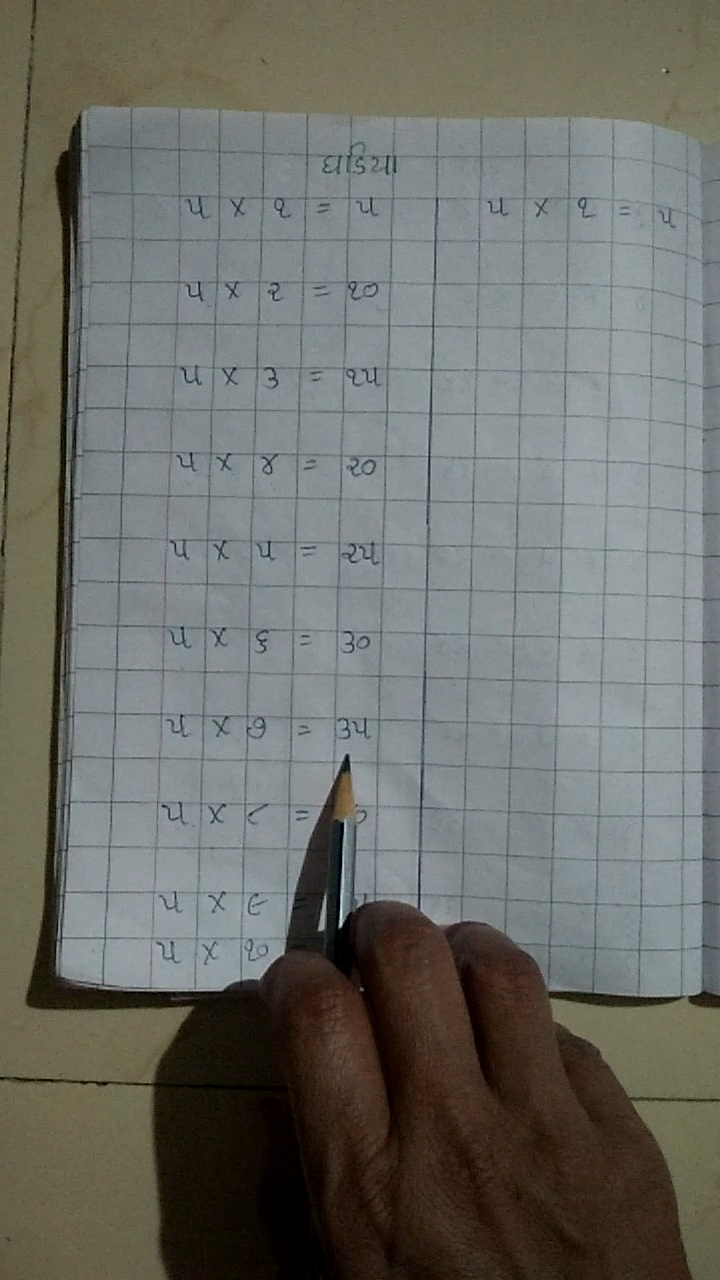 ઘડિયા
૫ × ૧ = ૫
૫ × ૨ = ૧૦
૫ × ૩ = ૧૫
૫ × ૪ = ૨૦
૫ × ૫ = ૨૫
૫ × ૬ = ૩૦
૫ × ૭ = ૩૫
૫ × ૮ =
૫ × ૯ =
૫ × ૧૦
૫ × ૧ = ૫